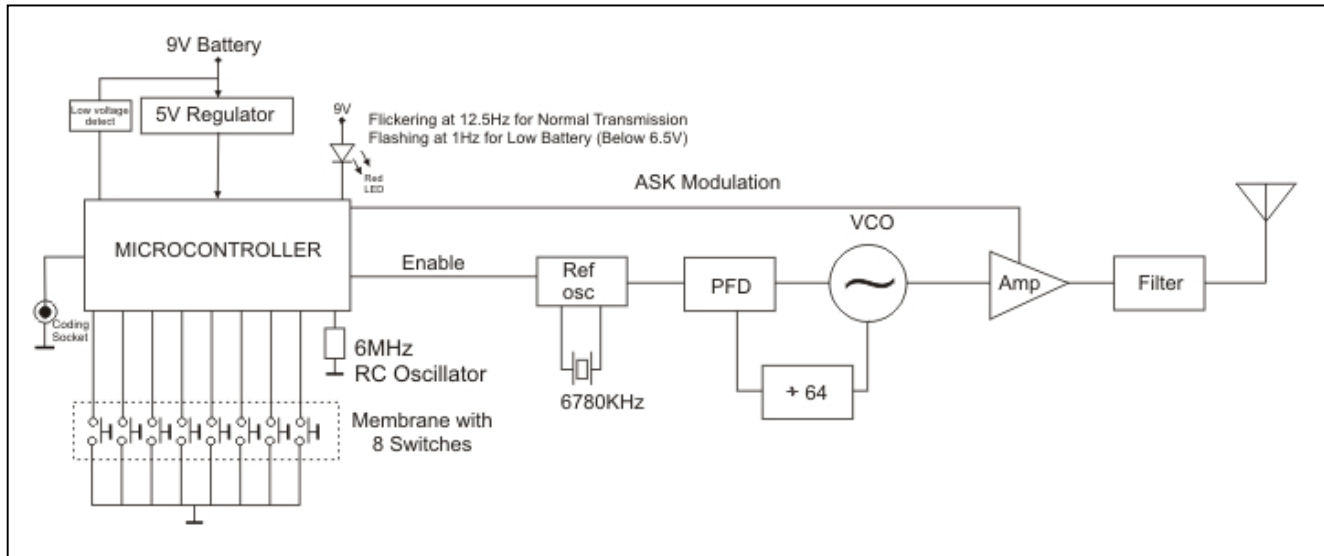 9V Battery
Low voltage
detect
5V Regulator
9V
Flickering at 12.5Hz for Normal Transmission
Flashing at 1Hz for Low Battery (Below 6.5V)
Red
LED
ASK Modulation
MICROCONTROLLER
Enable
Ref
osc
PFD
VCO
Amp
Filter
Coding
Socket
6MHz
RC Oscillator
6780KHz
÷ 64
Membrane with
8 Switches